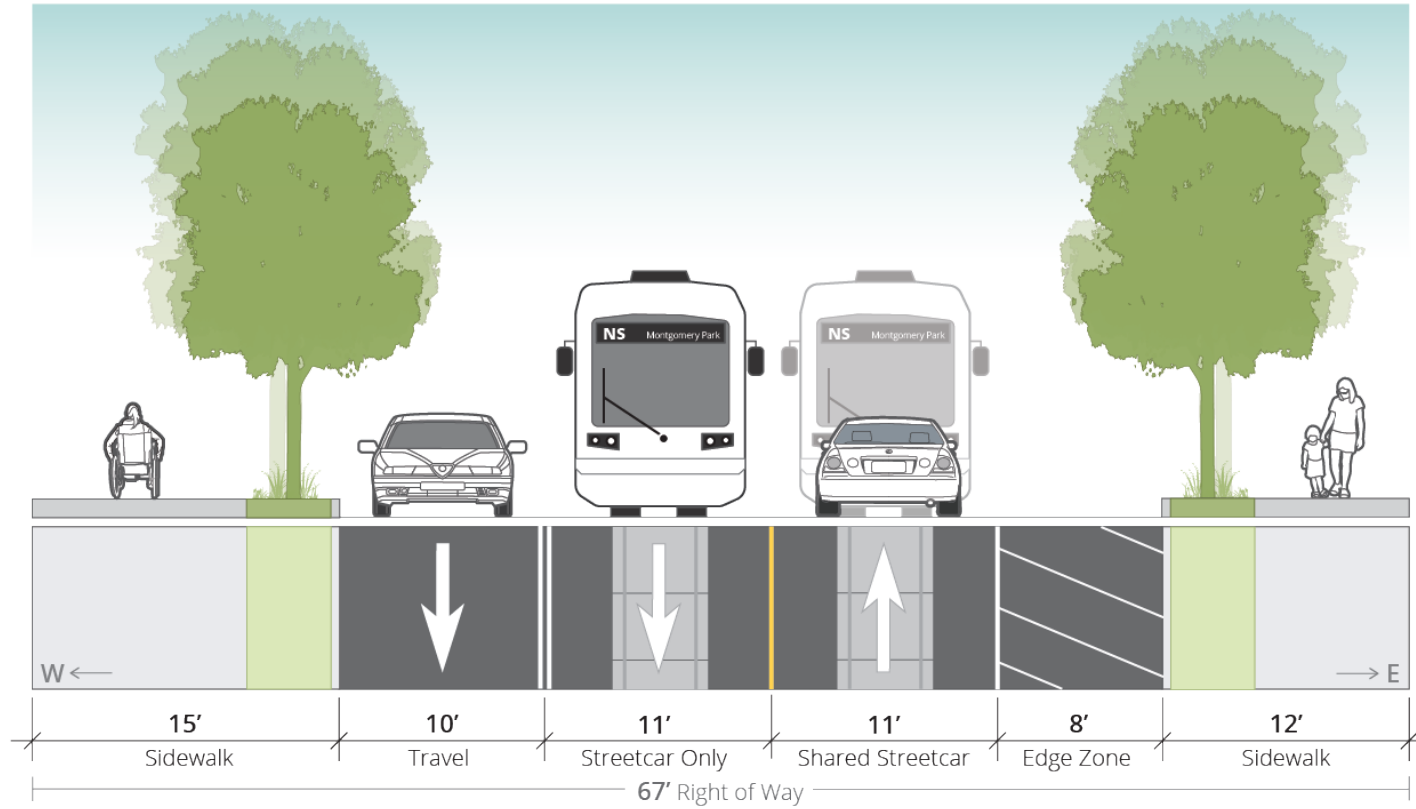 NS Montgomery Park
NS Montgomery Park
W E
15’ 10’ 11’ 11’ 8’ 12’
Sidewalk Travel Streetcar Only Shared Streetcar Edge Zone Sidewalk
67’ Right of Way